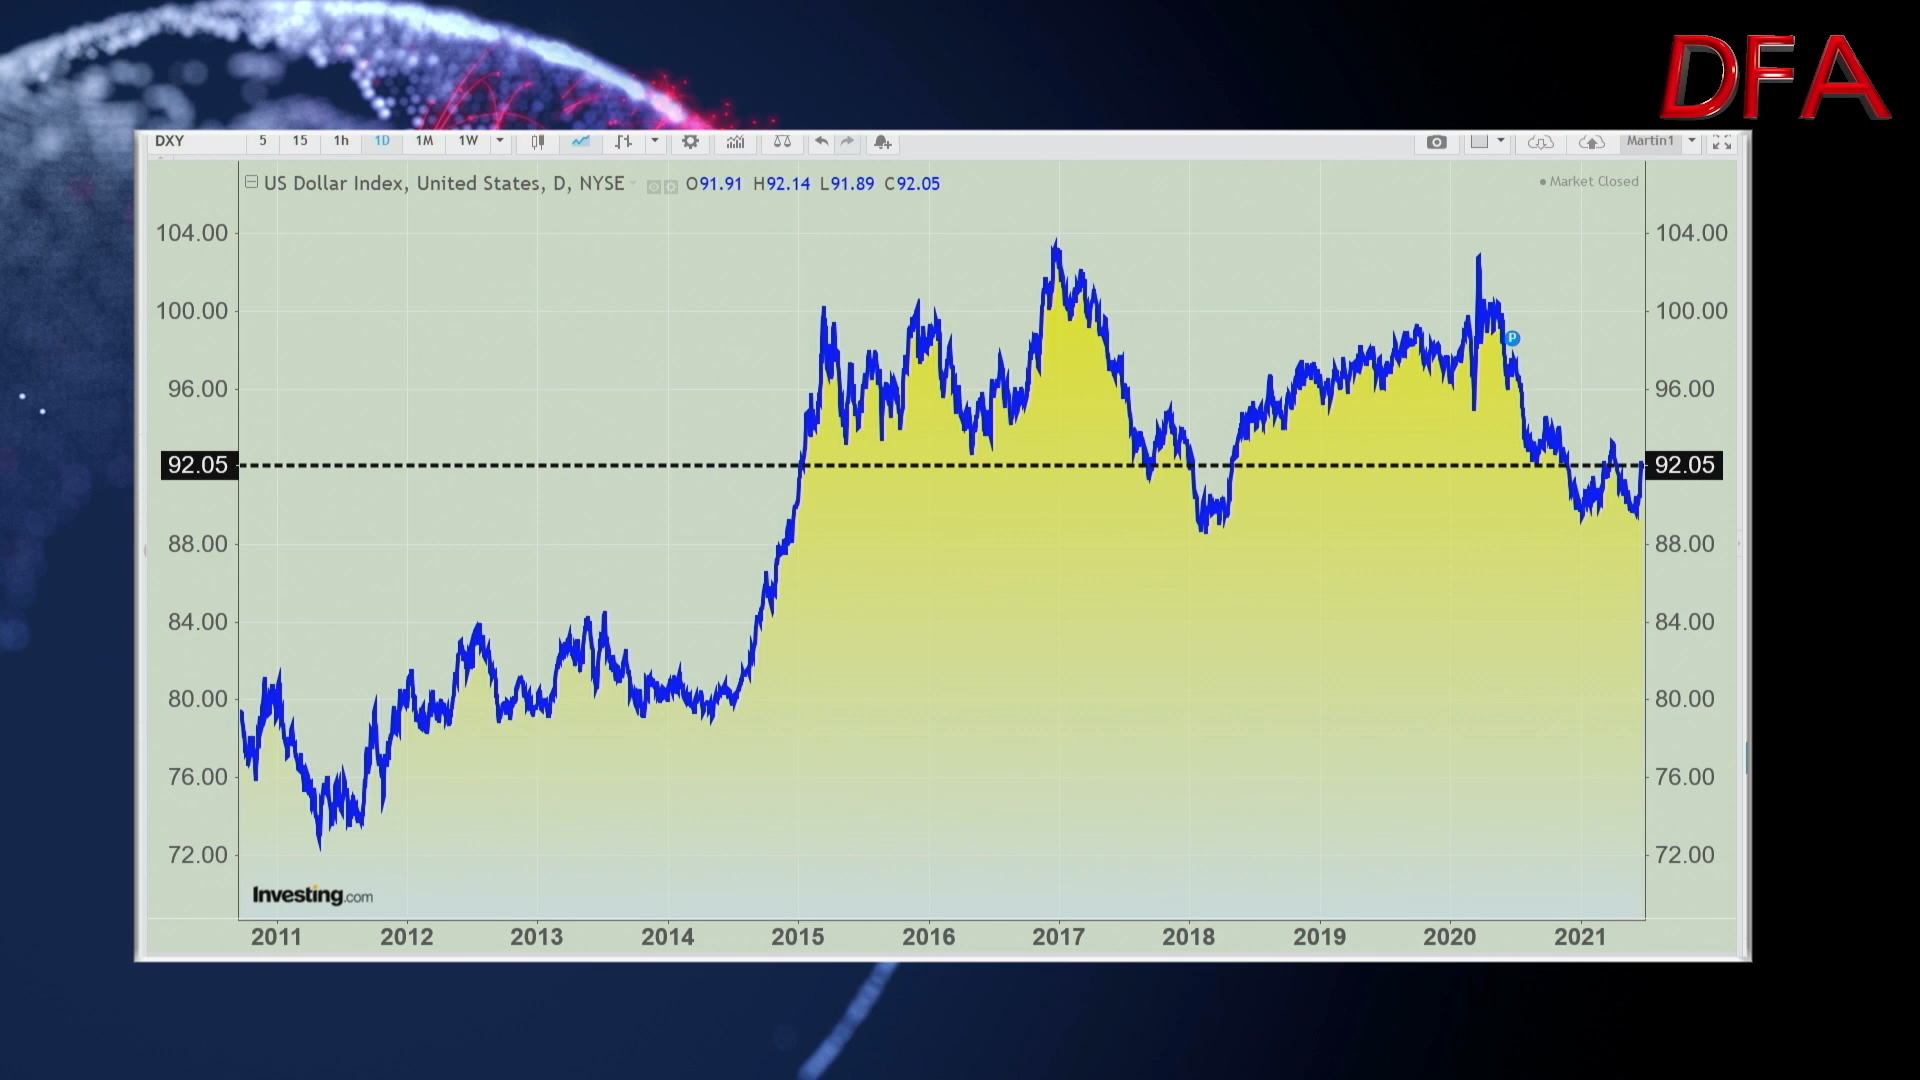 DFA
DXY 5 15 1h 1D 1M 1W Martin1
US Dollar Index, United States, D, NYSE O91.91 H92.14 L91.89 C92.05 Market Closed
104.00 104.00
100.00 100.00
P
96.00 96.00
92.05 92.05
88.00 88.00
84.00 84.00
80.00 80.00
76.00 76.00
72.00 72.00
Investing.com
2011 2012 2013 2014 2015 2016 2017 2018 2019 2020 2021